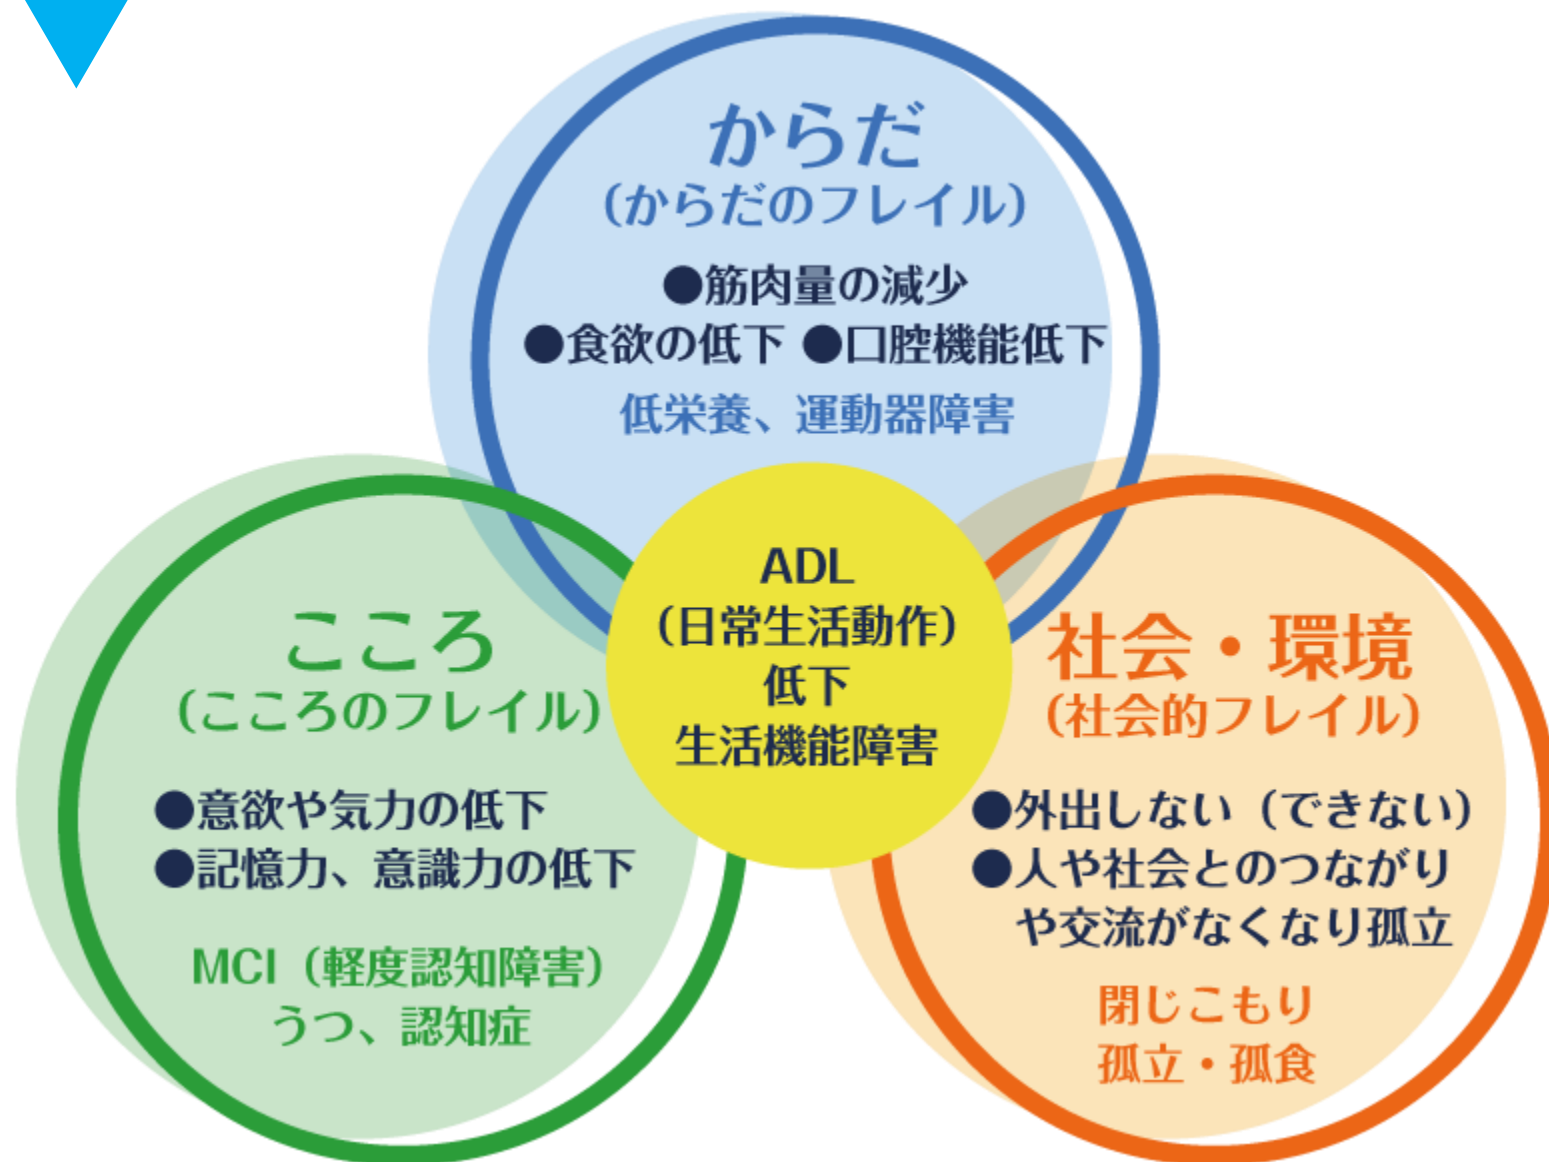 からだ
（からだのフレイル）
●筋肉量の減少
●食欲の低下 ●口腔機能低下
低栄養、運動器障害
ADL
（日常生活動作）
低下
生活機能障害
こころ
（こころのフレイル）
●意欲や気力の低下
●記憶力、意識力の低下
MCI（軽度認知障害）
うつ、認知症
社会・環境
（社会的フレイル）
●外出しない（できない）
●人や社会とのつながり
や交流がなくなり孤立
閉じこもり
孤立・孤食